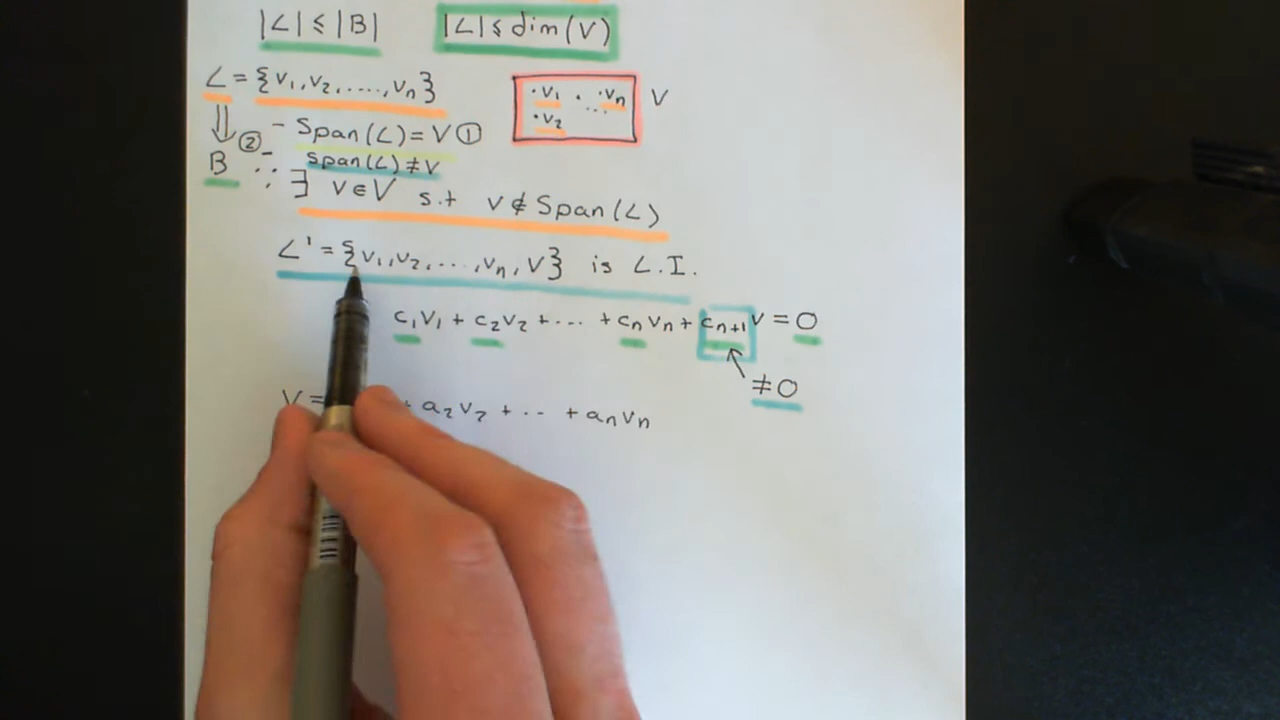 |L| ≤ |B| |L| ≤ dim(V)
L = {v₁, v₂, ....., vₙ} · v₁ · · vₙ V
· v₂ ...
⇓ - Span(L) = V ①
B ② - span(L) ≠ V
∵ ∃ v ∈ V s.t v ∉ Span(L)
L' = {v₁, v₂, ..., vₙ, v} is L.I.
c₁v₁ + c₂v₂ + ... + cₙvₙ + cₙ₊₁v = 0
≠ 0
v = + a₂v₂ + .. + aₙvₙ